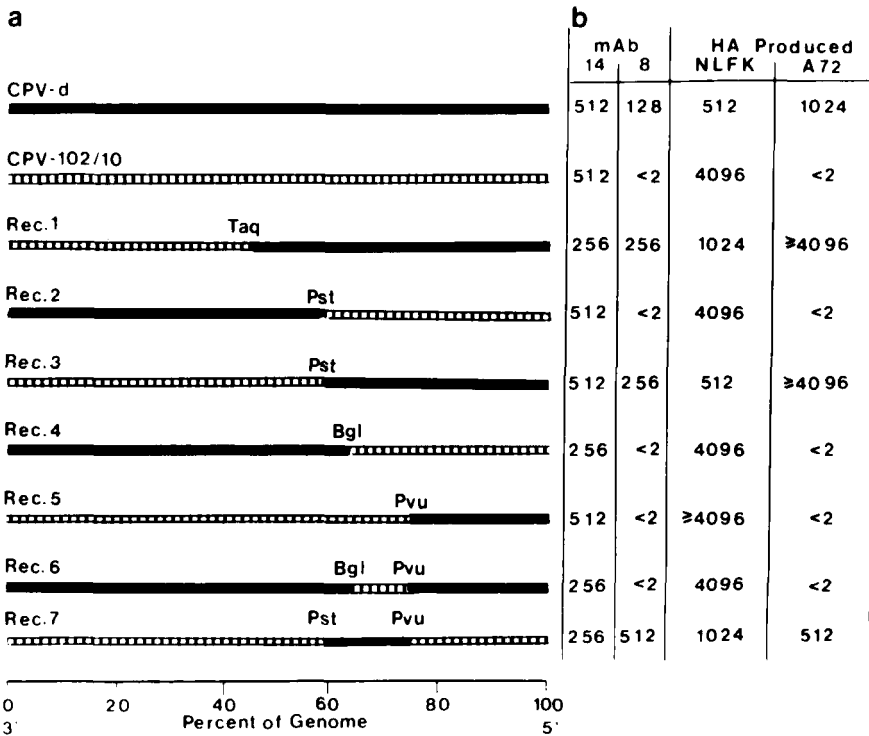 a
b
mAb HA Produced
14 8 NLFK A72
CPV-d
512 128 512 1024
CPV-102/10
512 <2 4096 <2
Rec.1 Taq
256 256 1024 ⩾4096
Rec.2 Pst
512 <2 4096 <2
Rec.3 Pst
512 256 512 ⩾4096
Rec.4 Bgl
256 <2 4096 <2
Rec.5 Pvu
512 <2 ⩾4096 <2
Rec.6 Bgl Pvu
256 <2 4096 <2
Rec.7 Pst Pvu
256 512 1024 512
0 20 40 60 80 100
3' Percent of Genome 5'